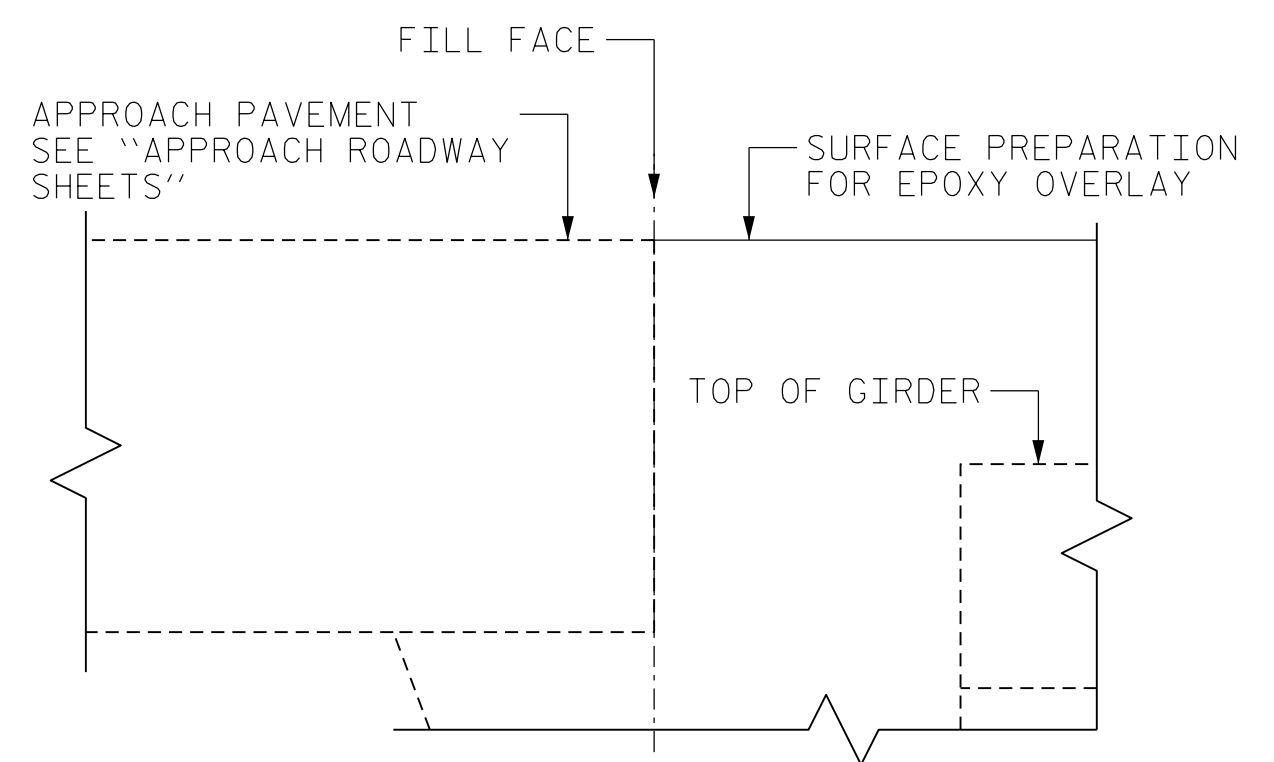 FILL FACE
APPROACH PAVEMENT
SEE ``APPROACH ROADWAY
SHEETS''
SURFACE PREPARATION
FOR EPOXY OVERLAY
TOP OF GIRDER